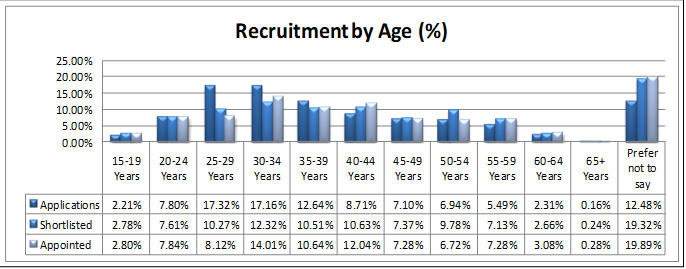 Recruitment by Age (%)
25.00%
20.00%
15.00%
10.00%
5.00%
0.00%
15-19 Years 20-24 Years 25-29 Years 30-34 Years 35-39 Years 40-44 Years 45-49 Years 50-54 Years 55-59 Years 60-64 Years 65+ Years Prefer not to say
Applications 2.21% 7.80% 17.32% 17.16% 12.64% 8.71% 7.10% 6.94% 5.49% 2.31% 0.16% 12.48%
Shortlisted 2.78% 7.61% 10.27% 12.32% 10.51% 10.63% 7.37% 9.78% 7.13% 2.66% 0.24% 19.32%
Appointed 2.80% 7.84% 8.12% 14.01% 10.64% 12.04% 7.28% 6.72% 7.28% 3.08% 0.28% 19.89%